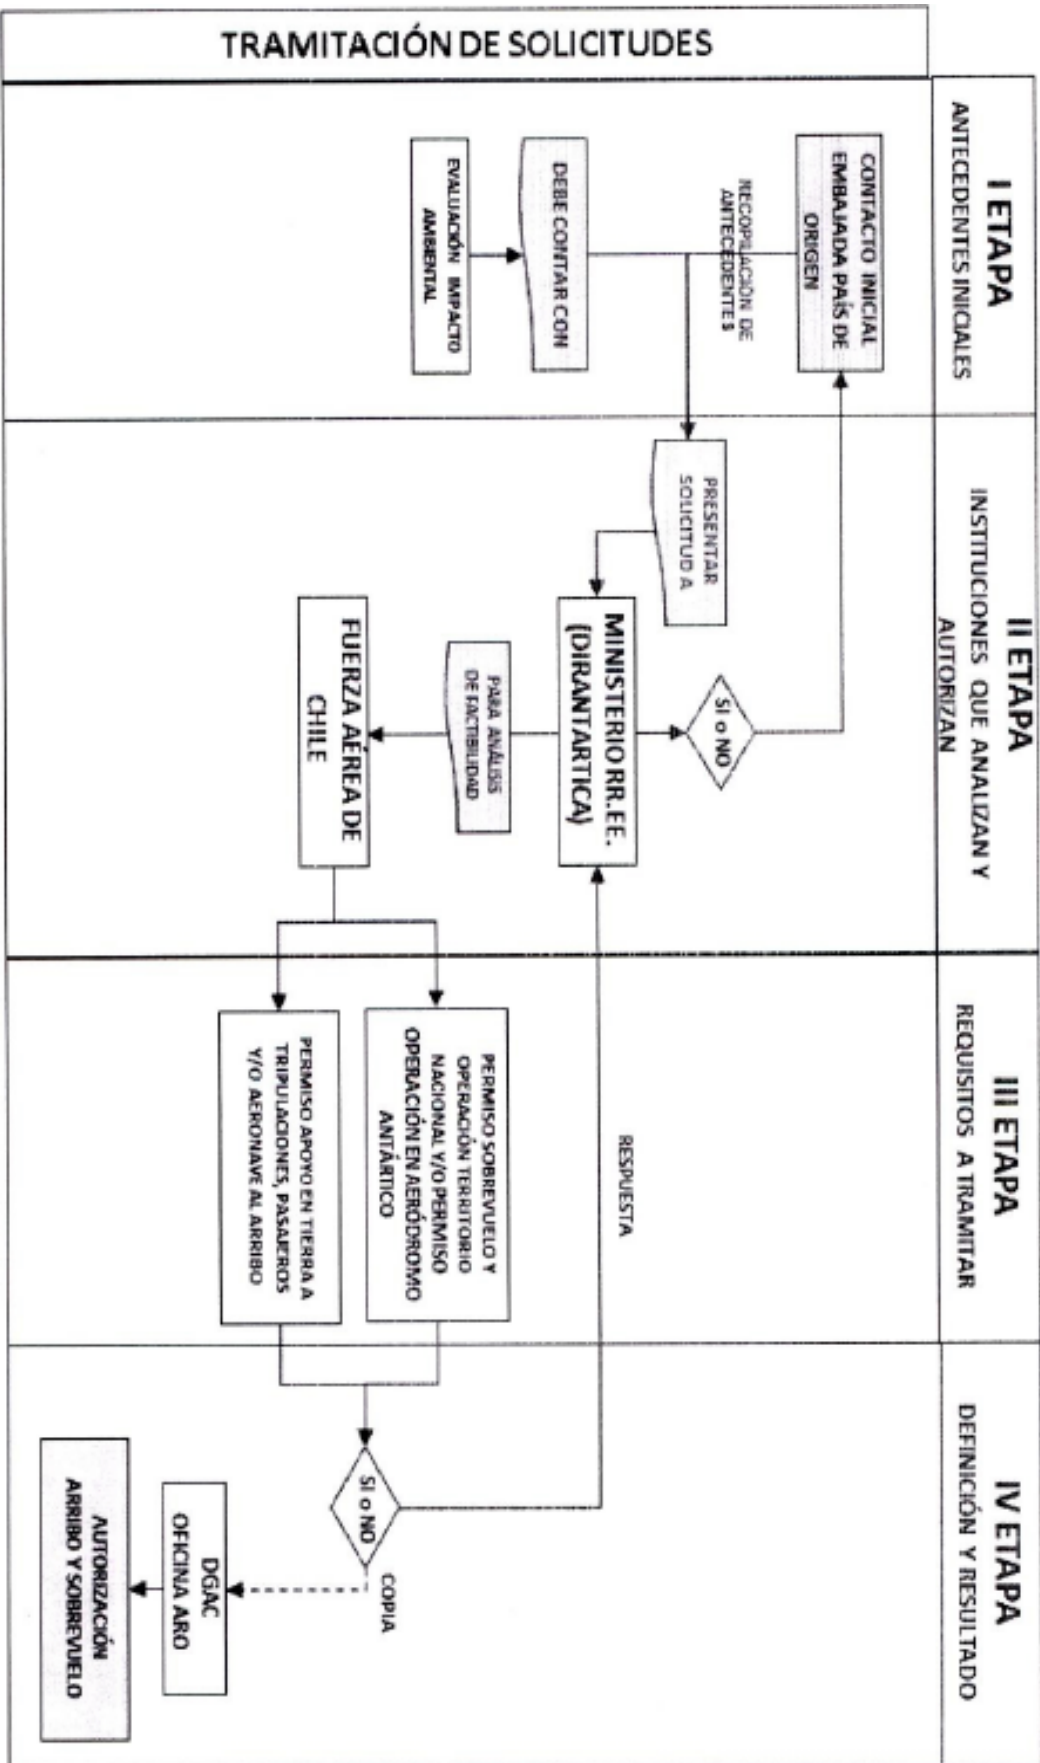 TRAMITACIÓN DE SOLICITUDES
I ETAPA
ANTECEDENTES INICIALES
CONTACTO INICIAL
EMBAJADA PAÍS DE
ORIGEN
RECOPILACIÓN DE
ANTECEDENTES
DEBE CONTAR CON
EVALUACIÓN IMPACTO
AMBIENTAL
II ETAPA
INSTITUCIONES QUE ANALIZAN Y
AUTORIZAN
PRESENTAR
SOLICITUD A
SI o NO
MINISTERIO RR.EE.
(DIRANTARTICA)
PARA ANÁLISIS
DE FACTIBILIDAD
FUERZA AÉREA DE
CHILE
III ETAPA
REQUISITOS A TRAMITAR
RESPUESTA
PERMISO SOBREVUELO Y
OPERACIÓN TERRITORIO
NACIONAL Y/O PERMISO
OPERACIÓN EN AERÓDROMO
ANTÁRTICO
PERMISO APOYO EN TIERRA A
TRIPULACIONES, PASAJEROS
Y/O AERONAVE AL ARRIBO
IV ETAPA
DEFINICIÓN Y RESULTADO
SI o NO
COPIA
DGAC
OFICINA ARO
AUTORIZACIÓN
ARRIBO Y SOBREVUELO